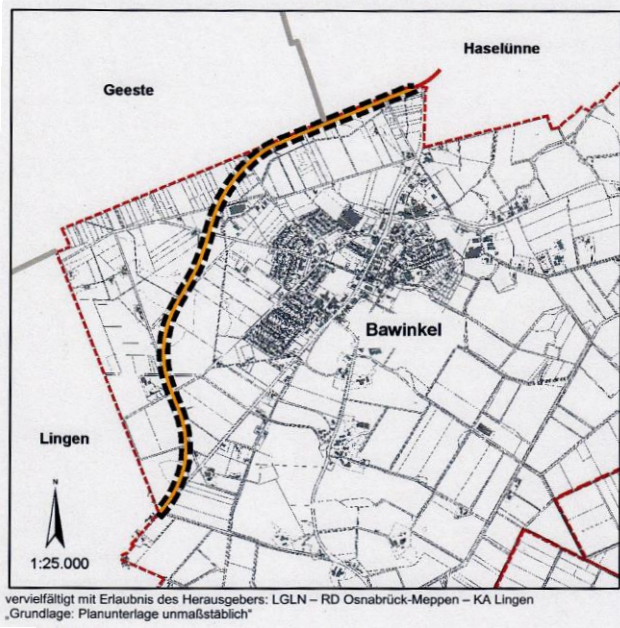 Haselünne
Geeste
Bawinkel
Lingen
1:25.000
vervielfältigt mit Erlaubnis des Herausgebers: LGLN – RD Osnabrück-Meppen – KA Lingen
„Grundlage: Planunterlage unmaßstäblich"